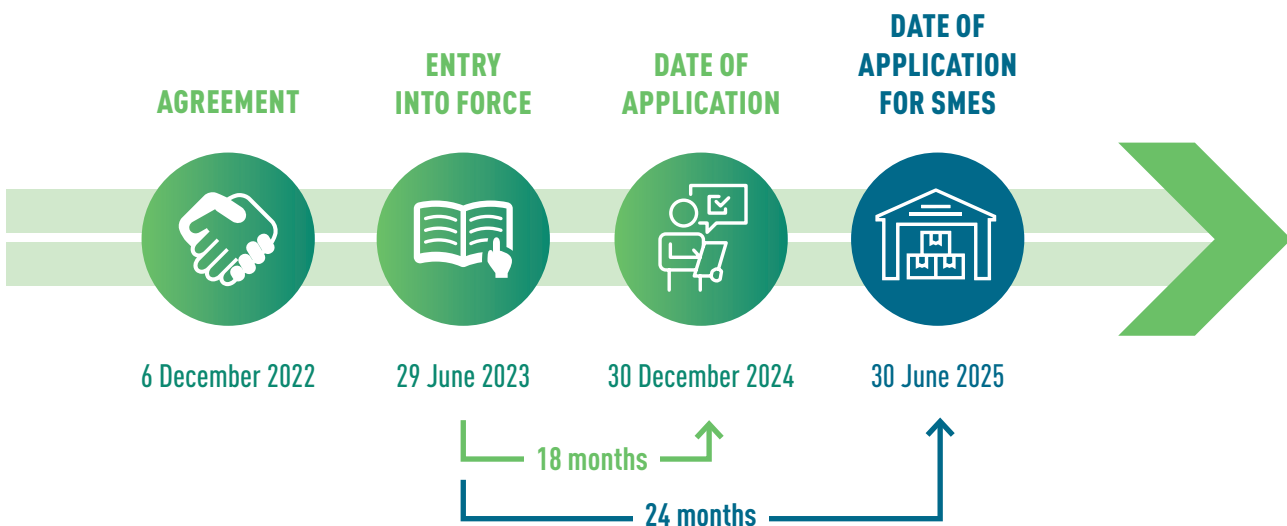 AGREEMENT
6 December 2022
ENTRY
INTO FORCE
29 June 2023
DATE OF
APPLICATION
30 December 2024
DATE OF
APPLICATION
FOR SMES
30 June 2025
18 months
24 months